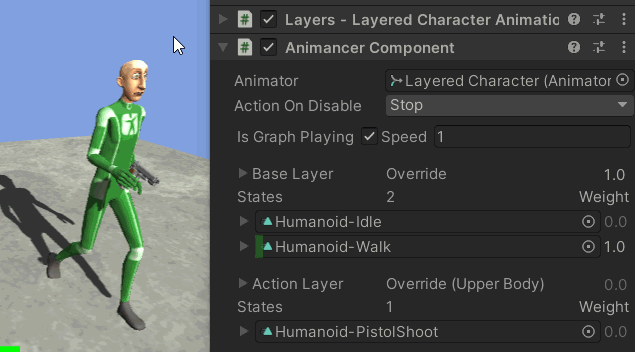 Layers - Layered Character Animatio
Animancer Component
Animator Layered Character (Animator
Action On Disable Stop
Is Graph Playing Speed 1
Base Layer Override 1.0
States 2 Weight
Humanoid-Idle 0.0
Humanoid-Walk 1.0
Action Layer Override (Upper Body) 0.0
States 1 Weight
Humanoid-PistolShoot 0.0